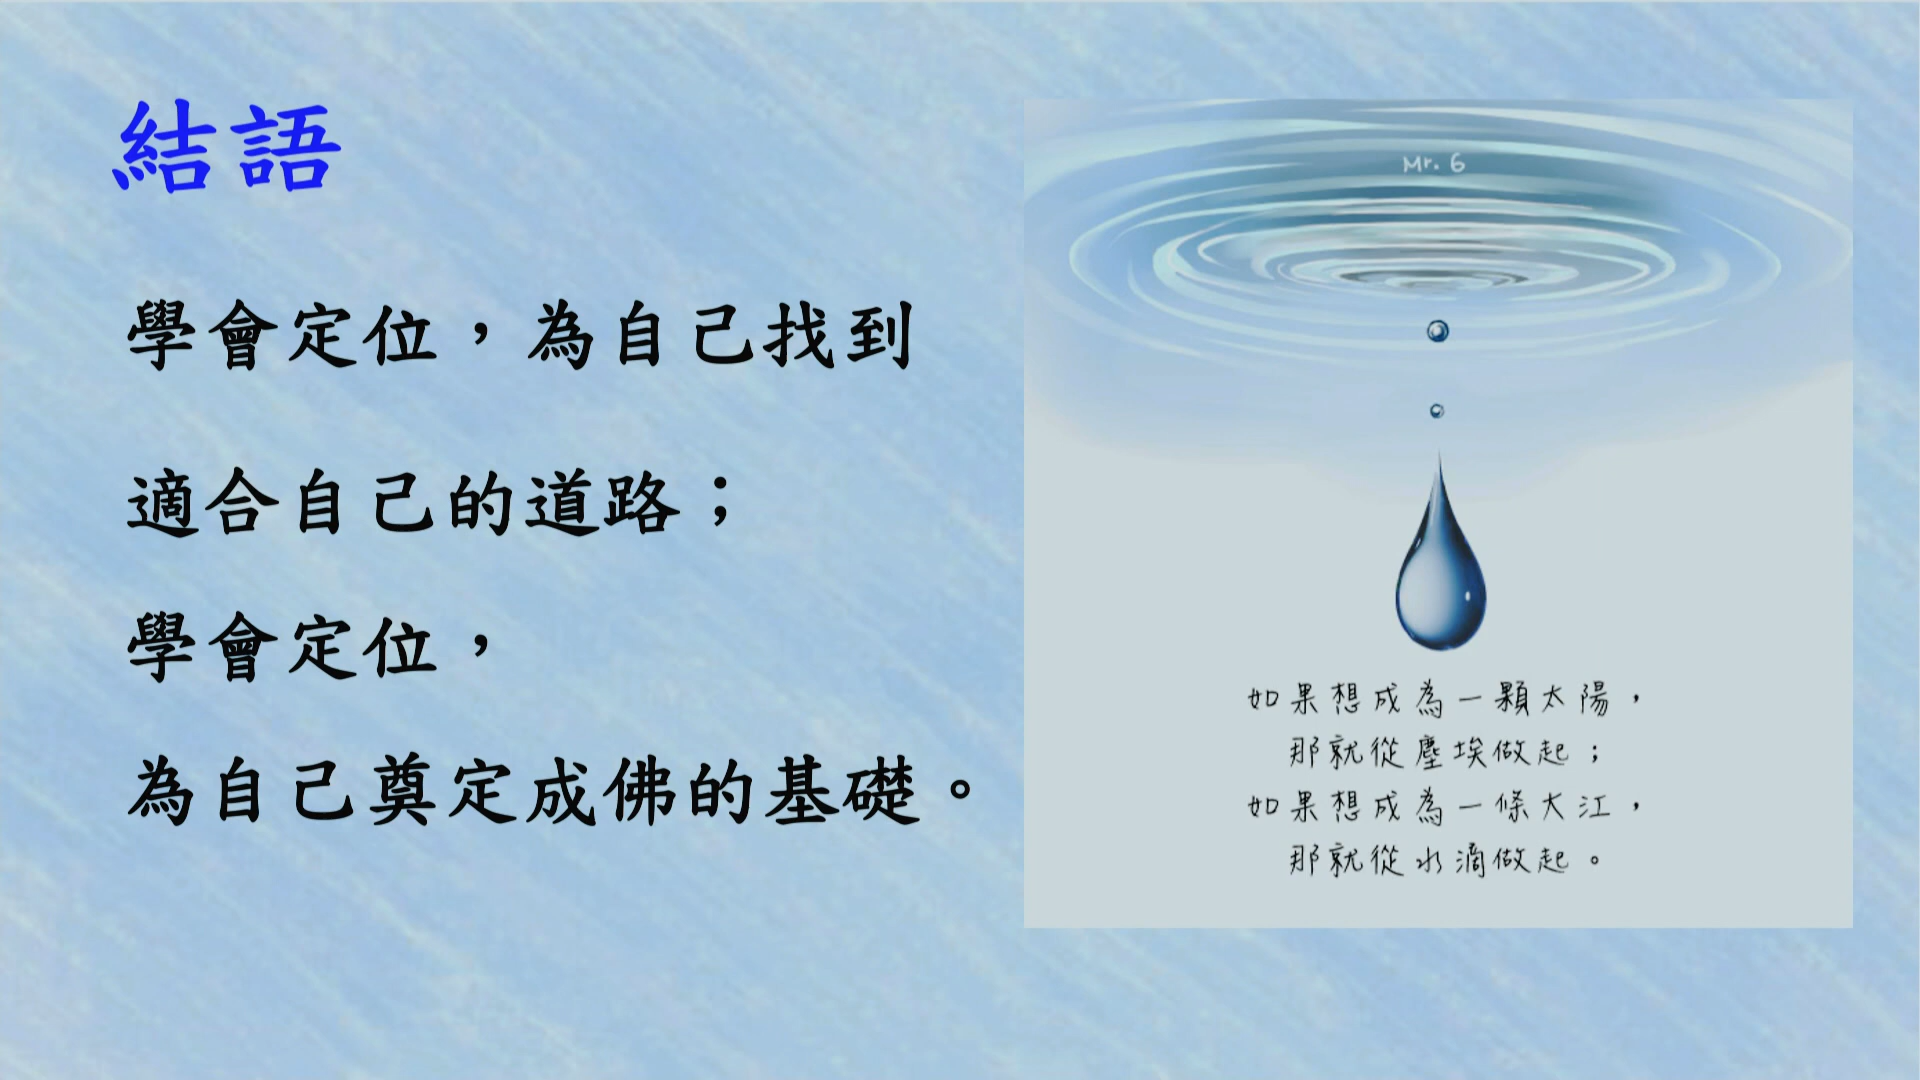 結語
學會定位，為自己找到
適合自己的道路；
學會定位，
為自己奠定成佛的基礎。
Mr. 6
如果想成為一顆太陽，
那就從塵埃做起；
如果想成為一條大江，
那就從水滴做起。